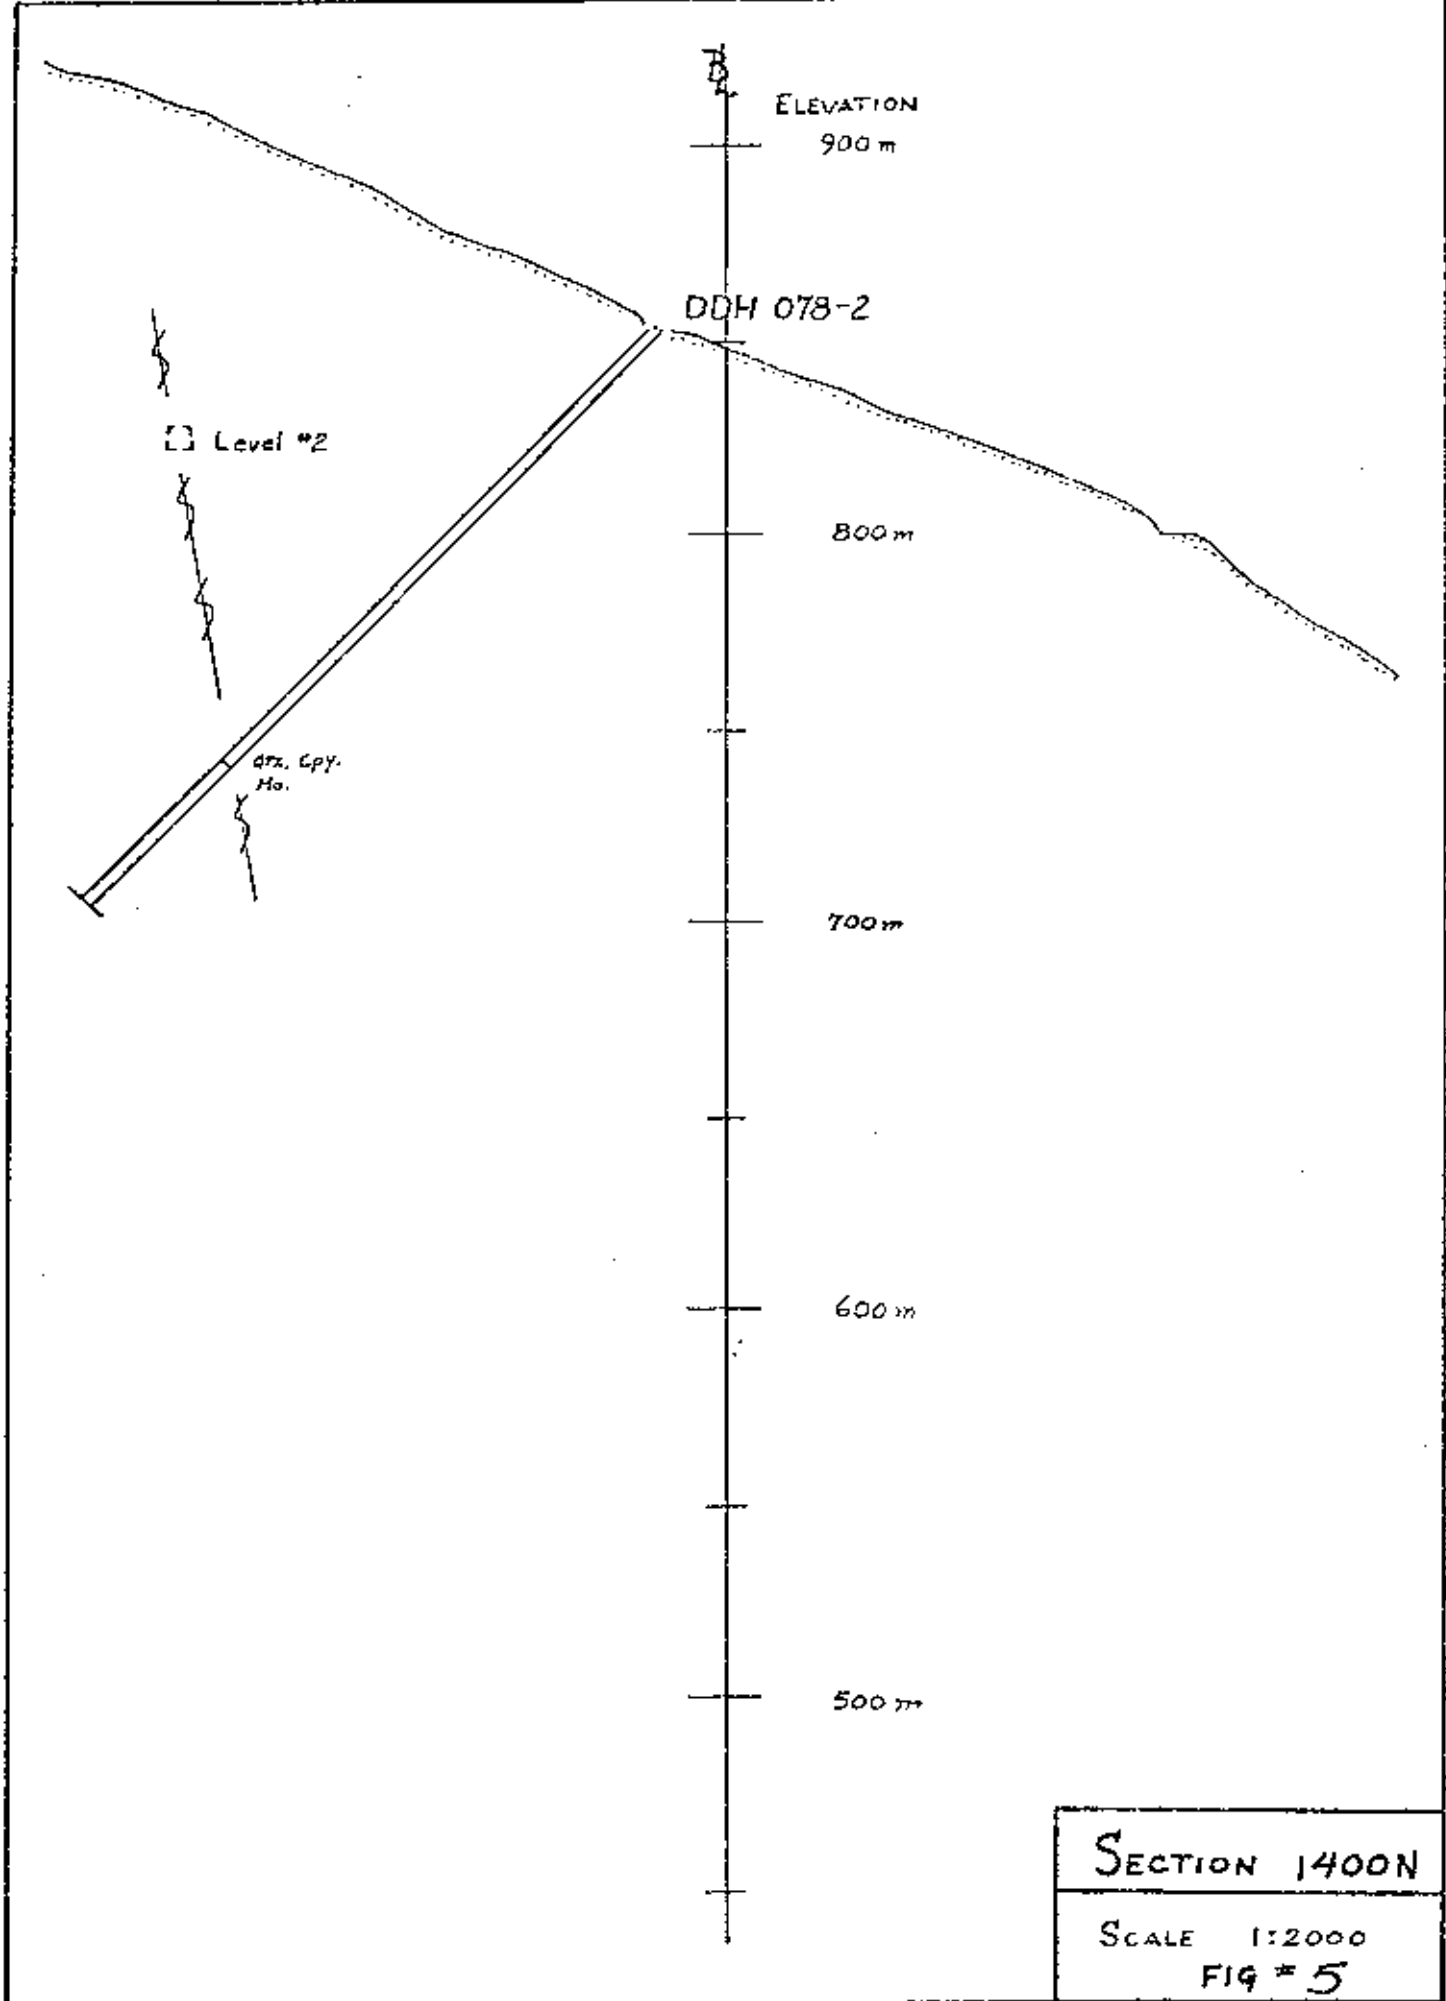 BL
ELEVATION
900 m
DDH 078-2
Level #2
800 m
qtz. Cpy.
Mo.
700 m
600 m
500 m
SECTION 1400N
SCALE 1:2000
FIG # 5